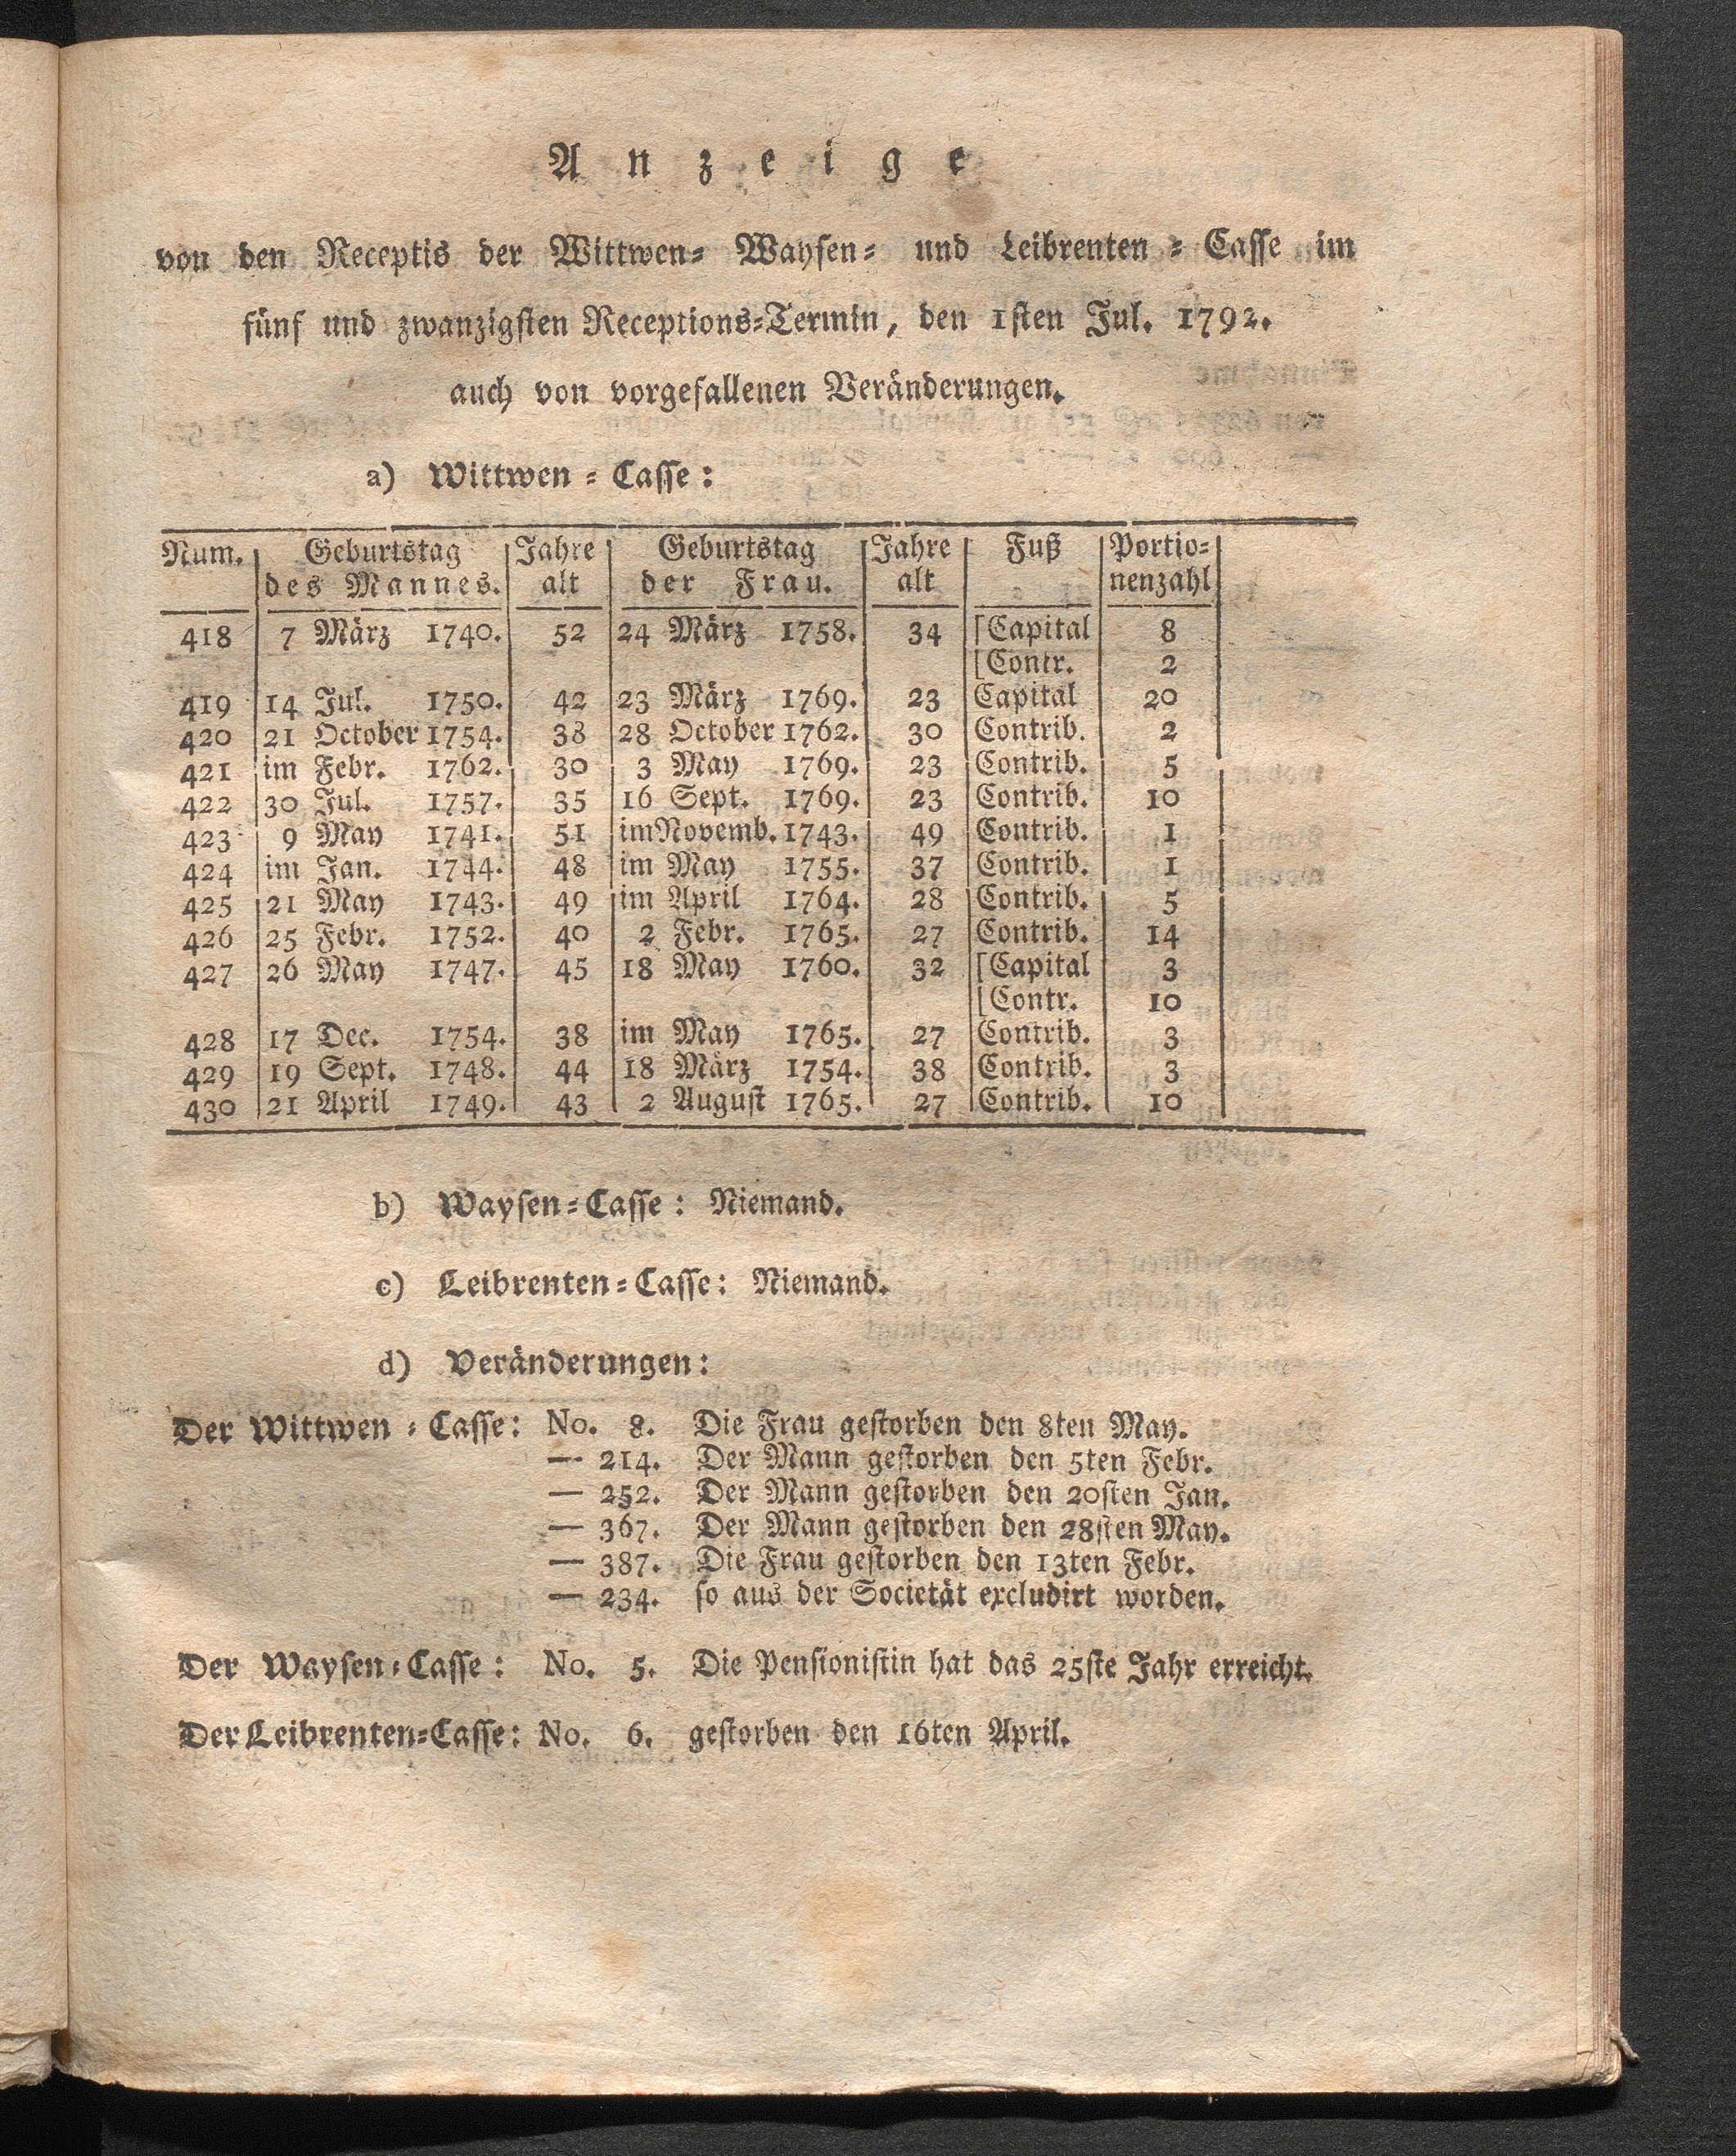 Anzeige
von den Receptis der Wittwen- Waysen- und Leibrenten-Casse im
fünf und zwanzigsten Receptions-Termin, den 1sten Jul. 1792.
auch von vorgefallenen Veränderungen.
a) Wittwen-Casse:
Num. Geburtstag Jahre Geburtstag Jahre Fuß Portio-
des Mannes. alt der Frau. alt nenzahl
418 7 März 1740. 52 24 März 1758. 34 [Capital 8
[Contr. 2
419 14 Jul. 1750. 42 23 März 1769. 23 Capital 20
420 21 October 1754. 38 28 October 1762. 30 Contrib. 2
421 im Febr. 1762. 30 3 May 1769. 23 Contrib. 5
422 30 Jul. 1757. 35 16 Sept. 1769. 23 Contrib. 10
423 9 May 1741. 51 im Novemb. 1743. 49 Contrib. 1
424 im Jan. 1744. 48 im May 1755. 37 Contrib. 1
425 21 May 1743. 49 im April 1764. 28 Contrib. 5
426 25 Febr. 1752. 40 2 Febr. 1765. 27 Contrib. 14
427 26 May 1747. 45 18 May 1760. 32 [Capital 3
[Contr. 10
428 17 Dec. 1754. 38 im May 1765. 27 Contrib. 3
429 19 Sept. 1748. 44 18 März 1754. 38 Contrib. 3
430 21 April 1749. 43 2 August 1765. 27 Contrib. 10
b) Waysen-Casse: Niemand.
c) Leibrenten-Casse: Niemand.
d) Veränderungen:
Der Wittwen-Casse: No. 8. Die Frau gestorben den 8ten May.
— 214. Der Mann gestorben den 5ten Febr.
— 252. Der Mann gestorben den 20sten Jan.
— 367. Der Mann gestorben den 28sten May.
— 387. Die Frau gestorben den 13ten Febr.
— 234. so aus der Societät excludirt worden.
Der Waysen-Casse: No. 5. Die Pensionistin hat das 25ste Jahr erreicht.
Der Leibrenten-Casse: No. 6. gestorben den 16ten April.